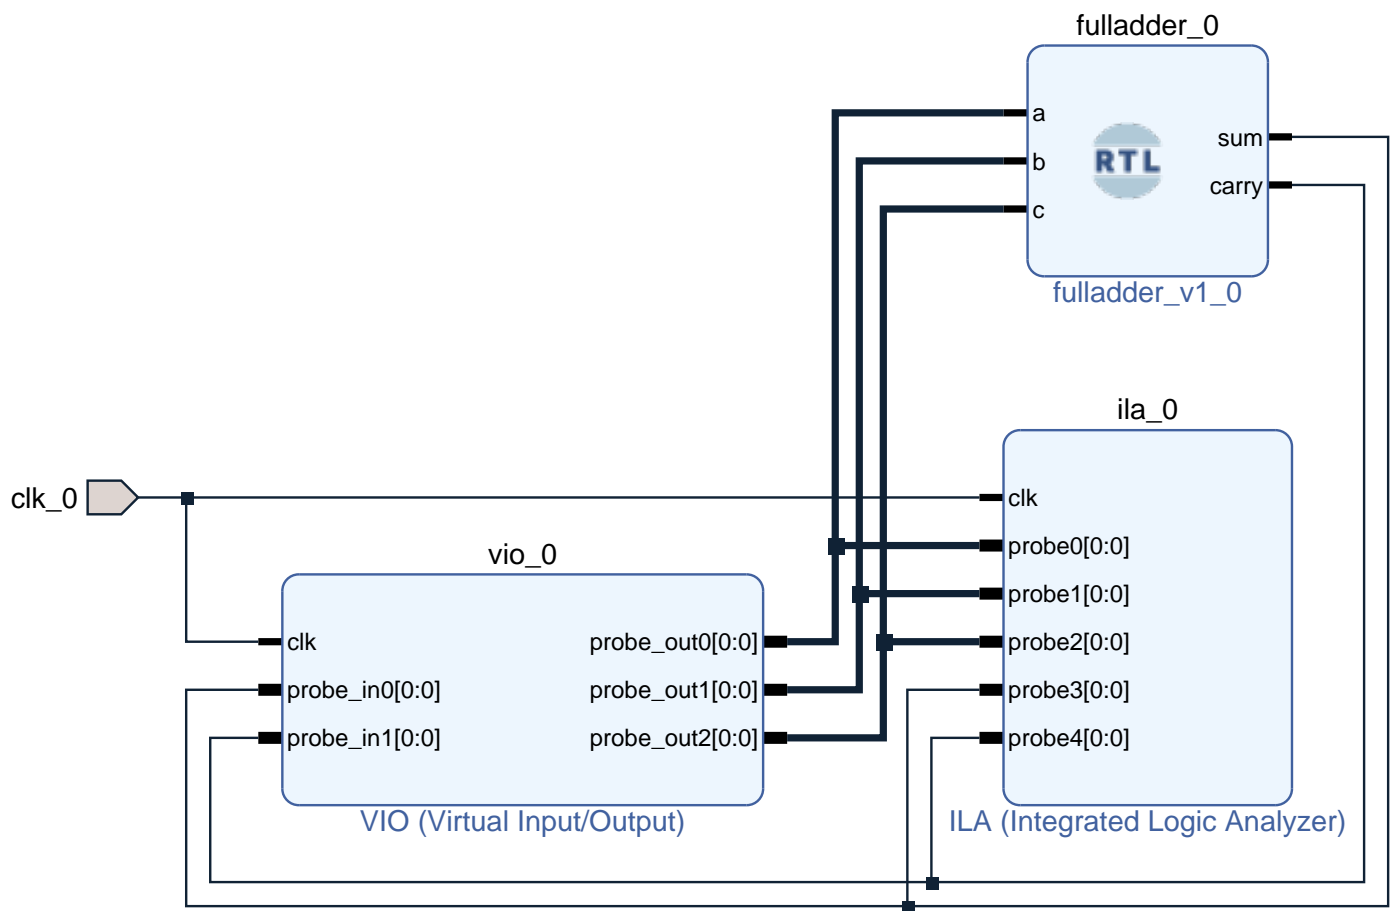 fulladder_0
a
b
c
RTL
sum
carry
fulladder_v1_0
ila_0
clk
probe0[0:0]
probe1[0:0]
probe2[0:0]
probe3[0:0]
probe4[0:0]
ILA (Integrated Logic Analyzer)
clk_0
vio_0
clk
probe_in0[0:0]
probe_in1[0:0]
probe_out0[0:0]
probe_out1[0:0]
probe_out2[0:0]
VIO (Virtual Input/Output)